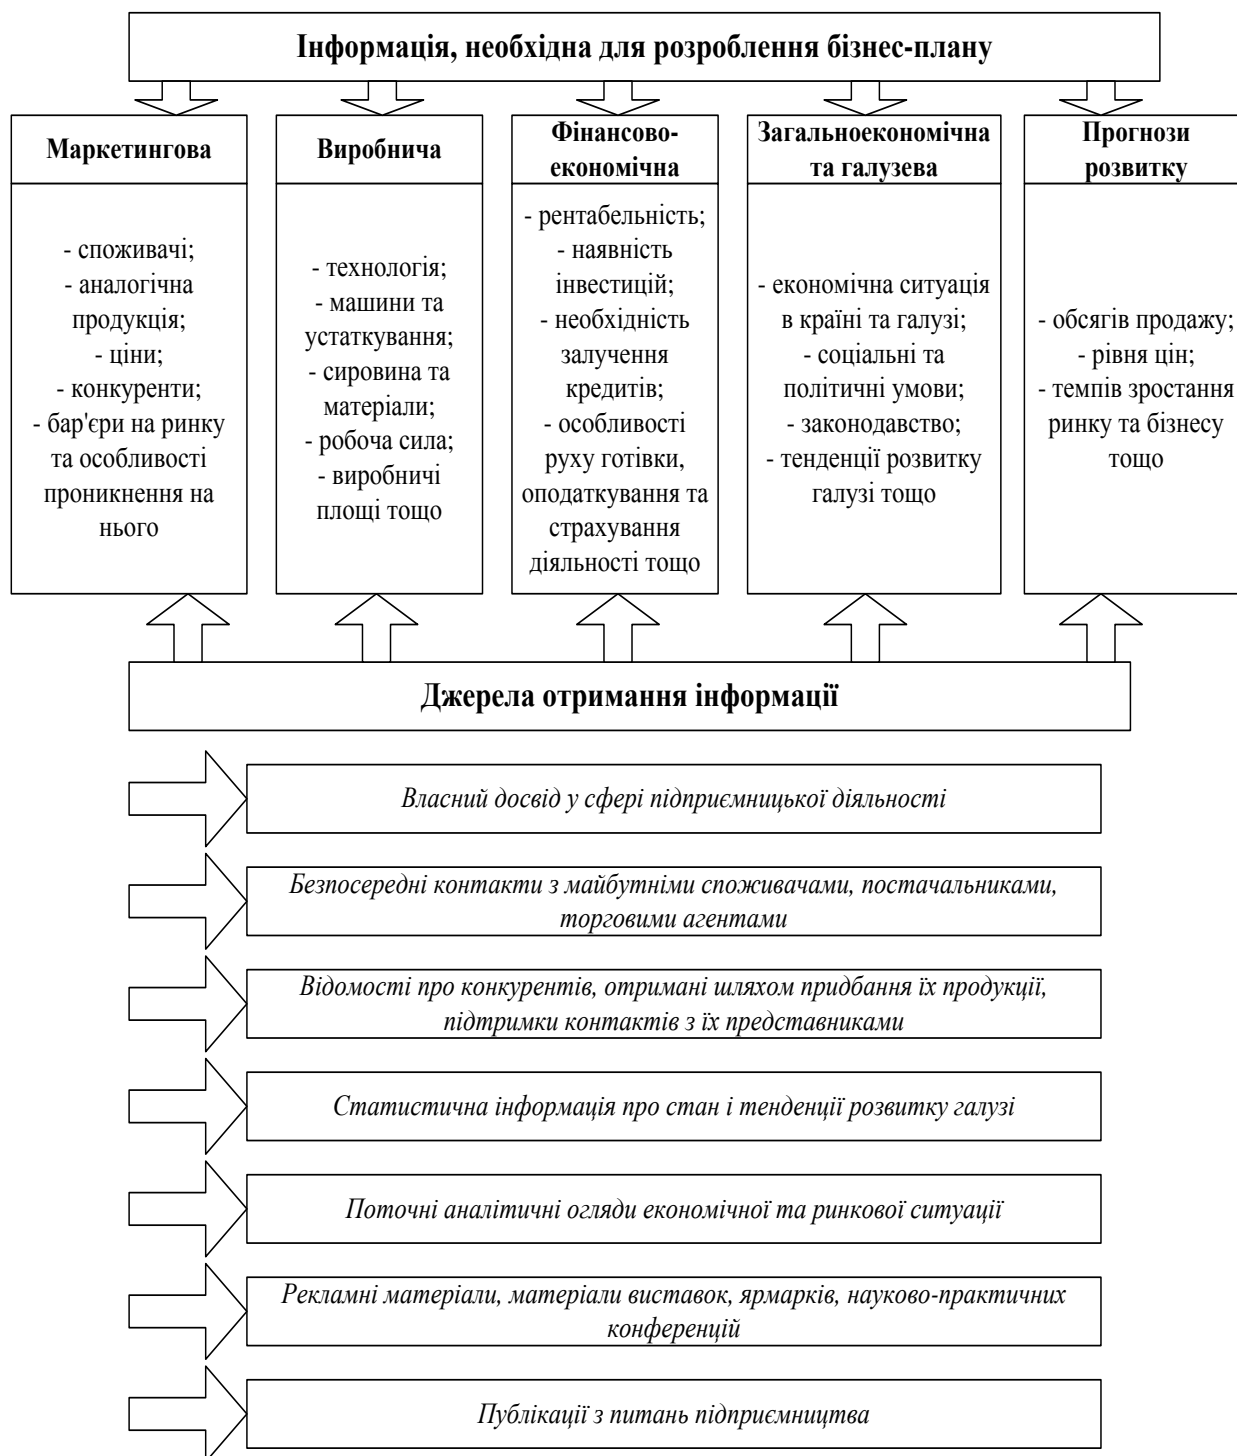 Інформація, необхідна для розроблення бізнес-плану
Маркетингова
- споживачі;
- аналогічна
продукція;
- ціни;
- конкуренти;
- бар'єри на ринку
та особливості
проникнення на
нього
Виробнича
- технологія;
- машини та
устаткування;
- сировина та
матеріали;
- робоча сила;
- виробничі
площі тощо
Фінансово-
економічна
- рентабельність;
- наявність
інвестицій;
- необхідність
залучення
кредитів;
- особливості
руху готівки,
оподаткування та
страхування
діяльності тощо
Загальноекономічна
та галузева
- економічна ситуація
в країні та галузі;
- соціальні та
політичні умови;
- законодавство;
- тенденції розвитку
галузі тощо
Прогнози
розвитку
- обсягів продажу;
- рівня цін;
- темпів зростання
ринку та бізнесу
тощо
Джерела отримання інформації
Власний досвід у сфері підприємницької діяльності
Безпосередні контакти з майбутніми споживачами, постачальниками,
торговими агентами
Відомості про конкурентів, отримані шляхом придбання їх продукції,
підтримки контактів з їх представниками
Статистична інформація про стан і тенденції розвитку галузі
Поточні аналітичні огляди економічної та ринкової ситуації
Рекламні матеріали, матеріали виставок, ярмарків, науково-практичних
конференцій
Публікації з питань підприємництва